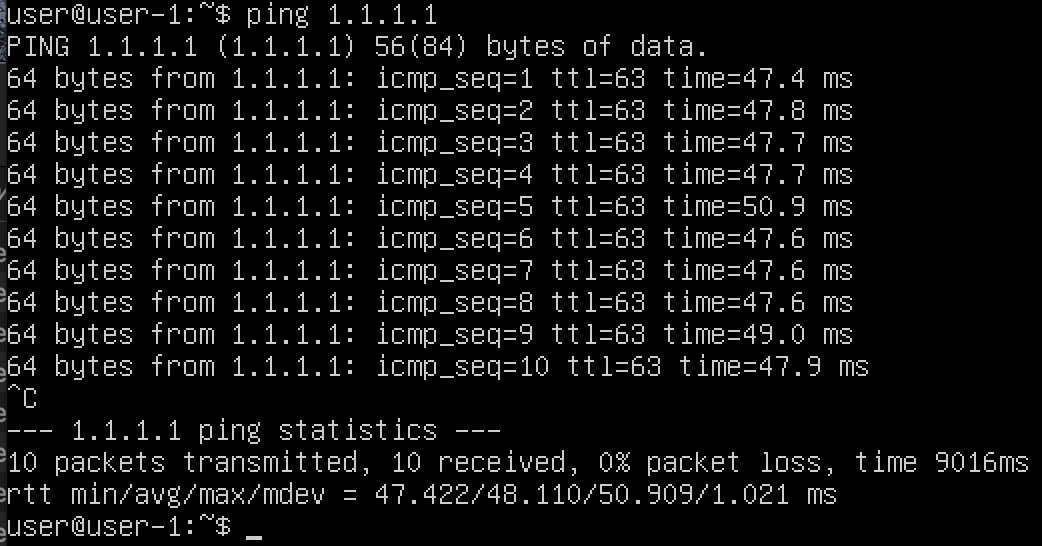 user@user-1:~$ ping 1.1.1.1
PING 1.1.1.1 (1.1.1.1) 56(84) bytes of data.
64 bytes from 1.1.1.1: icmp_seq=1 ttl=63 time=47.4 ms
64 bytes from 1.1.1.1: icmp_seq=2 ttl=63 time=47.8 ms
64 bytes from 1.1.1.1: icmp_seq=3 ttl=63 time=47.7 ms
64 bytes from 1.1.1.1: icmp_seq=4 ttl=63 time=47.7 ms
64 bytes from 1.1.1.1: icmp_seq=5 ttl=63 time=50.9 ms
64 bytes from 1.1.1.1: icmp_seq=6 ttl=63 time=47.6 ms
64 bytes from 1.1.1.1: icmp_seq=7 ttl=63 time=47.6 ms
64 bytes from 1.1.1.1: icmp_seq=8 ttl=63 time=47.6 ms
64 bytes from 1.1.1.1: icmp_seq=9 ttl=63 time=49.0 ms
64 bytes from 1.1.1.1: icmp_seq=10 ttl=63 time=47.9 ms
^C
--- 1.1.1.1 ping statistics ---
10 packets transmitted, 10 received, 0% packet loss, time 9016ms
rtt min/avg/max/mdev = 47.422/48.110/50.909/1.021 ms
user@user-1:~$ _